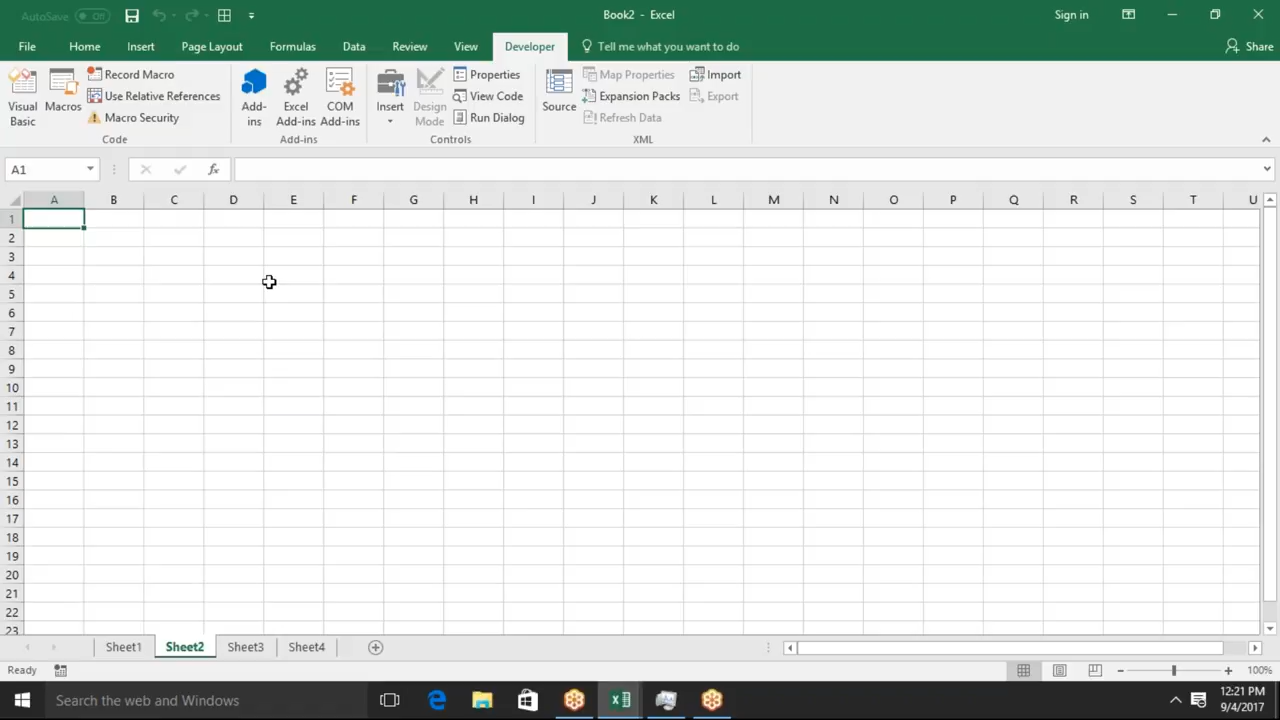 AutoSave Off
Book2 - Excel
Sign in
File Home Insert Page Layout Formulas Data Review View Developer Tell me what you want to do Share
Visual Basic
Macros
Record Macro
Use Relative References
Macro Security
Code
Add-ins
Excel Add-ins
COM Add-ins
Add-ins
Insert
Design Mode
Properties
View Code
Run Dialog
Controls
Source
Map Properties
Expansion Packs
Refresh Data
Import
Export
XML
A1 fx
A B C D E F G H I J K L M N O P Q R S T U
1
2
3
4
5
6
7
8
9
10
11
12
13
14
15
16
17
18
19
20
21
22
23
Sheet1 Sheet2 Sheet3 Sheet4
Ready 100%
Search the web and Windows
12:21 PM
9/4/2017